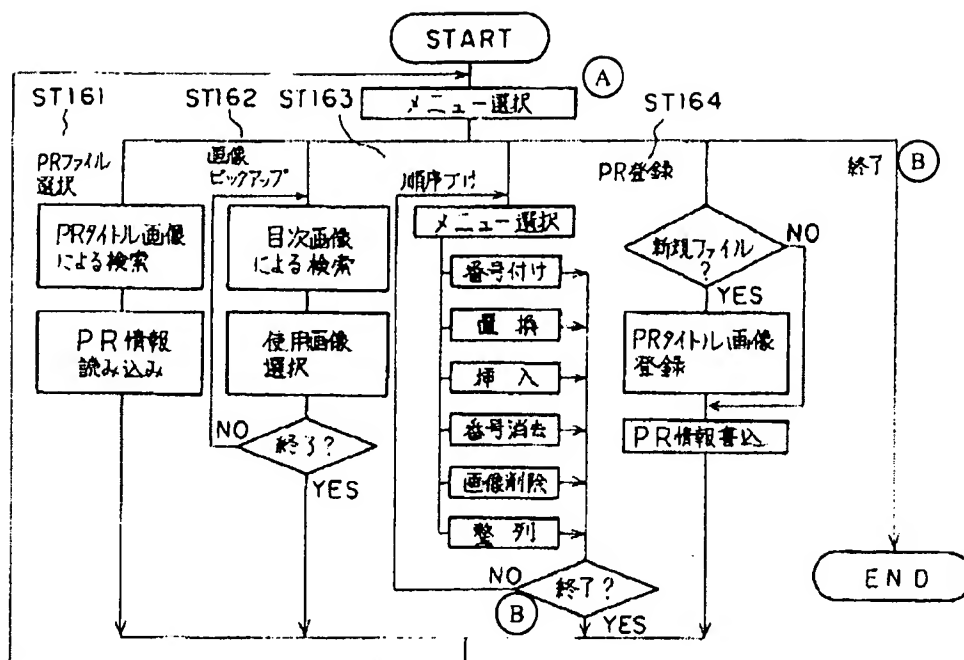 START
A
メニュー選択
ST161
ST162
ST163
ST164
PRファイル
選択
画像
ピックアップ
順序づけ
PR登録
終了
B
PRタイトル画像
による検索
PR情報
読み込み
目次画像
による検索
使用画像
選択
終了?
NO
YES
メニュー選択
番号付け
置換
挿入
番号消去
画像削除
整列
NO
終了?
B
YES
新規ファイル
?
NO
YES
PRタイトル画像
登録
PR情報書込
END